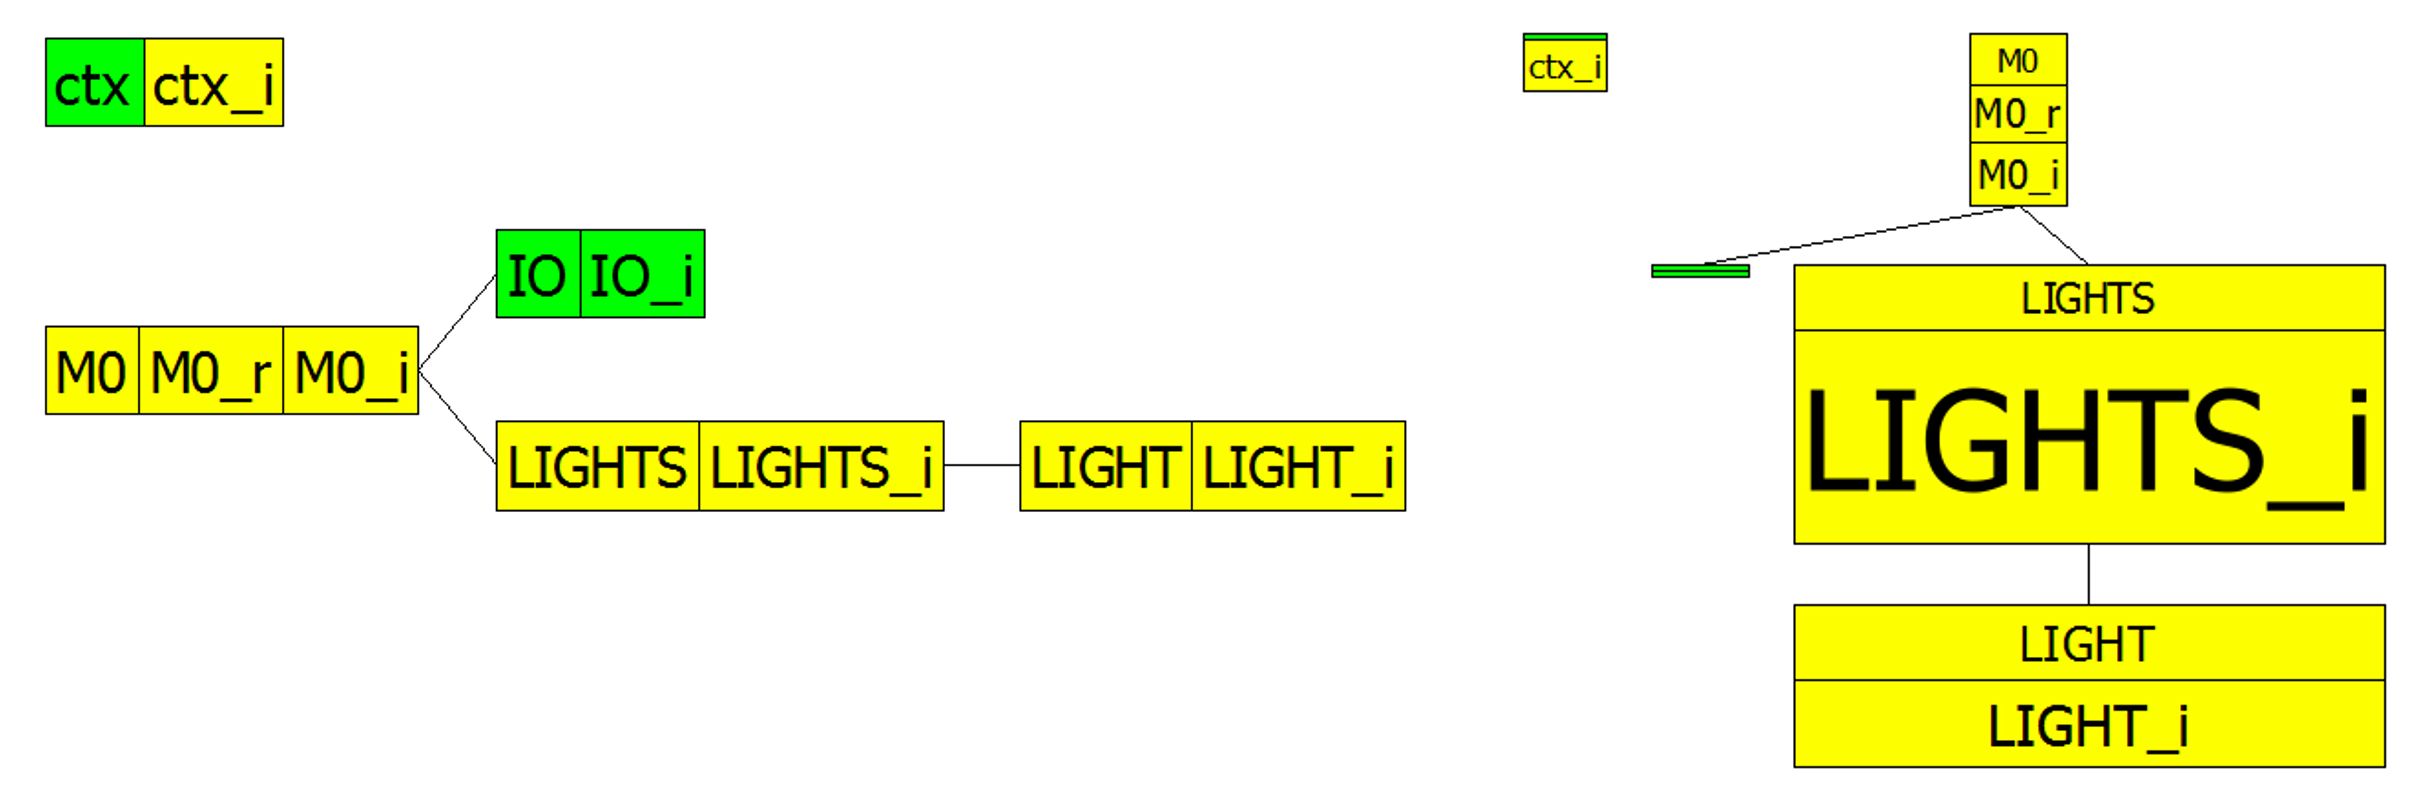 ctx ctx_i
IO IO_i
M0 M0_r M0_i
LIGHTS LIGHTS_i LIGHT LIGHT_i
ctx_i
M0
M0_r
M0_i
LIGHTS
LIGHTS_i
LIGHT
LIGHT_i